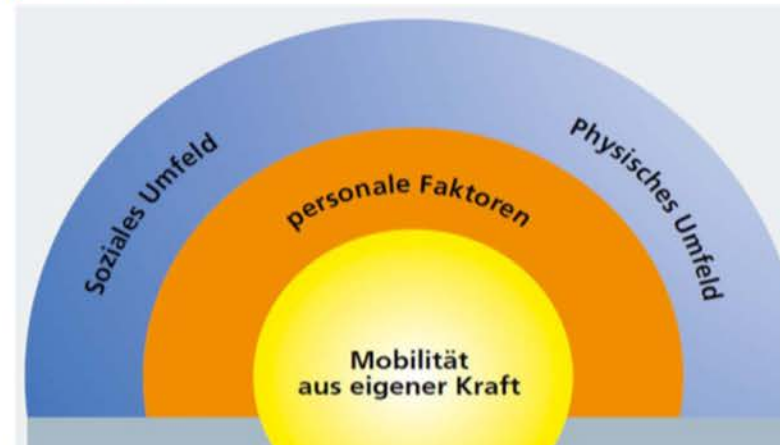 Soziales Umfeld
Physisches Umfeld
personale Faktoren
Mobilität
aus eigener Kraft